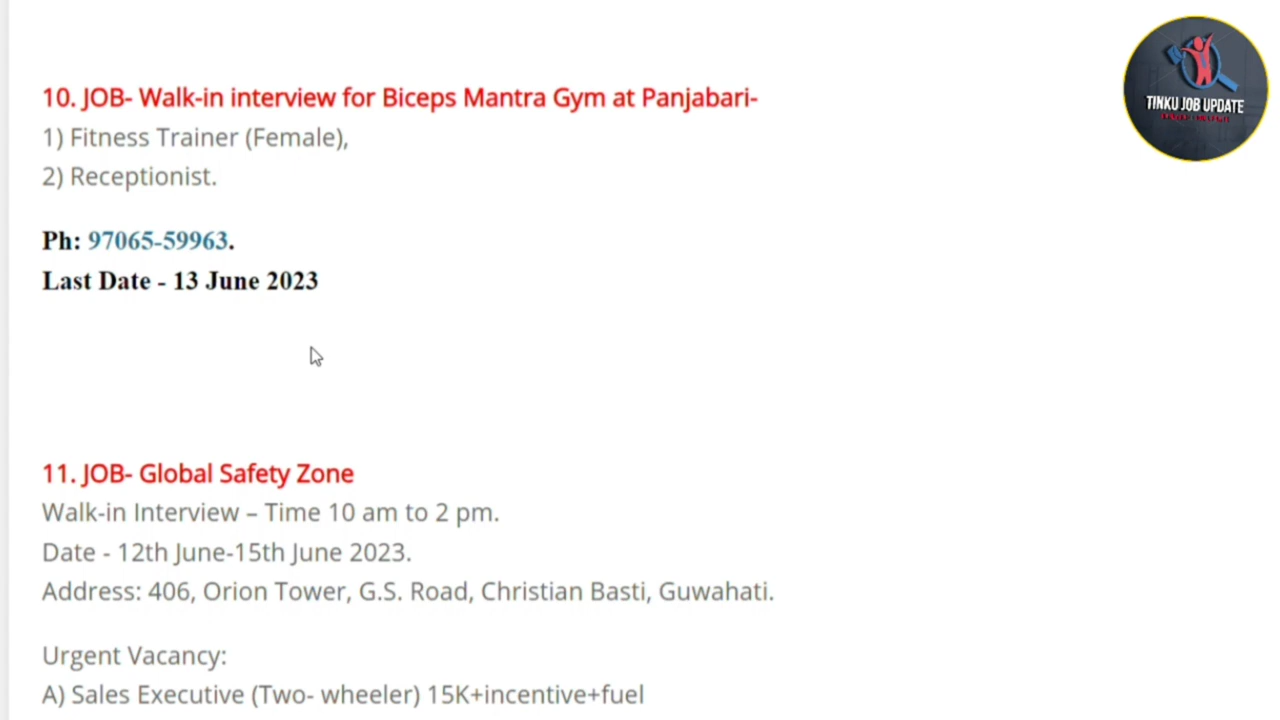 10. JOB- Walk-in interview for Biceps Mantra Gym at Panjabari-
1) Fitness Trainer (Female),
2) Receptionist.
Ph: 97065-59963.
Last Date - 13 June 2023
TINKU JOB UPDATE
11. JOB- Global Safety Zone
Walk-in Interview – Time 10 am to 2 pm.
Date - 12th June-15th June 2023.
Address: 406, Orion Tower, G.S. Road, Christian Basti, Guwahati.
Urgent Vacancy:
A) Sales Executive (Two- wheeler) 15K+incentive+fuel